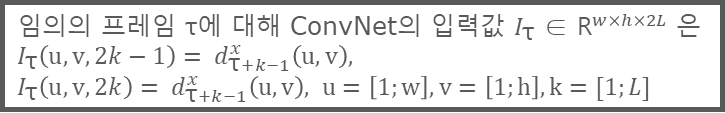 임의의 프레임 τ에 대해 ConvNet의 입력값 I_τ ∈ R^{w×h×2L} 은
I_τ(u, v, 2k − 1) = d^x_{τ+k−1}(u, v),
I_τ(u, v, 2k) = d^x_{τ+k−1}(u, v), u = [1; w], v = [1; h], k = [1; L]